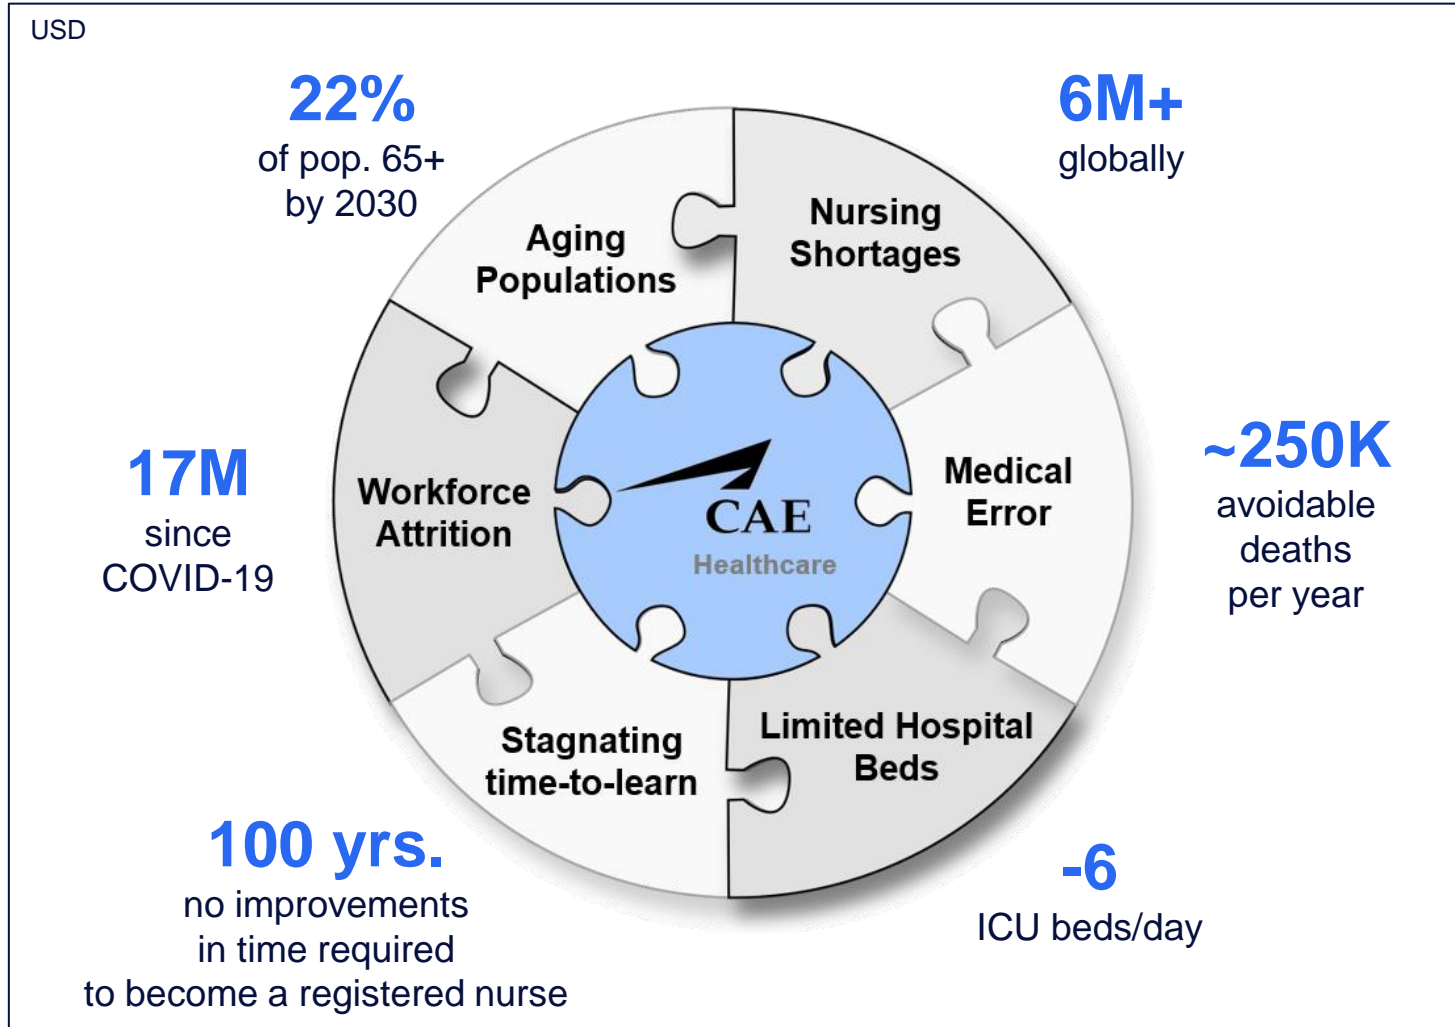 USD
22%
of pop. 65+
by 2030
6M+
globally
Aging
Populations
Nursing
Shortages
17M
since
COVID-19
Workforce
Attrition
CAE
Healthcare
Medical
Error
~250K
avoidable
deaths
per year
Stagnating
time-to-learn
Limited Hospital
Beds
100 yrs.
no improvements
in time required
to become a registered nurse
-6
ICU beds/day